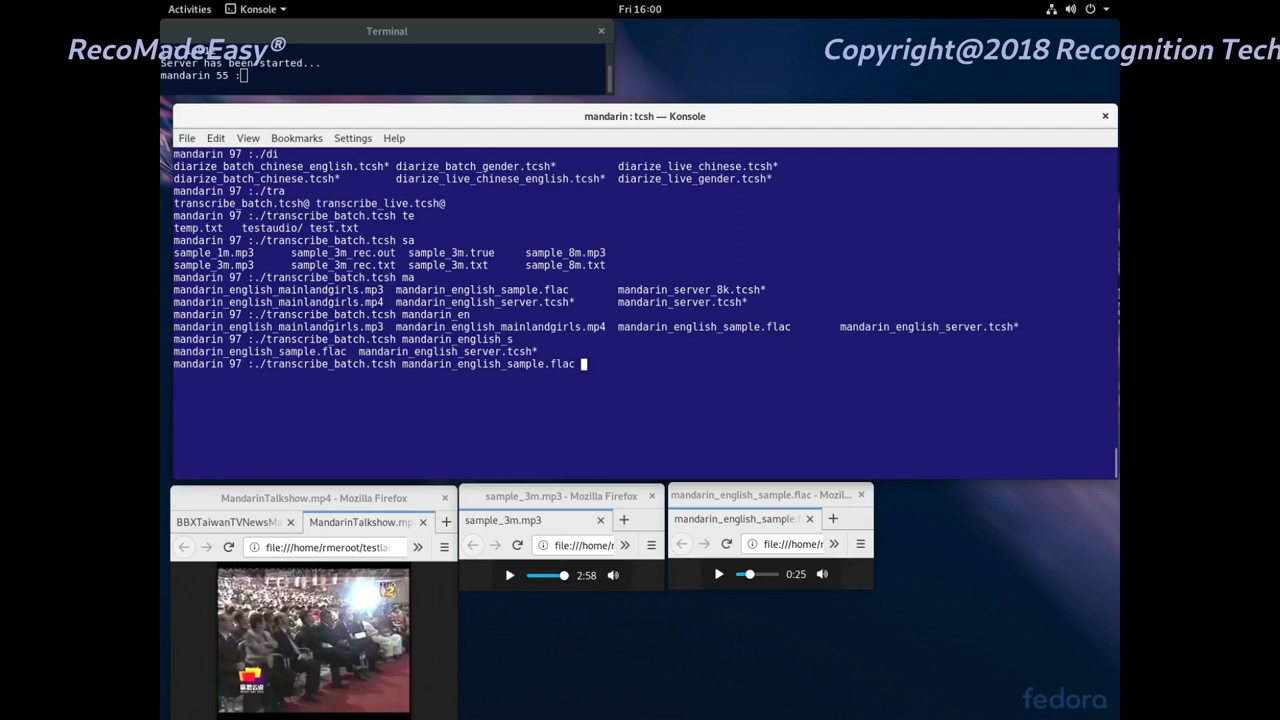 Activities Konsole Fri 16:00
Terminal
RecoMadeEasy®
Copyright@2018 Recognition Tech
Server has been started...
mandarin 55 :
mandarin : tcsh — Konsole
File Edit View Bookmarks Settings Help
mandarin 97 :./di
diarize_batch_chinese_english.tcsh* diarize_batch_gender.tcsh* diarize_live_chinese.tcsh*
diarize_batch_chinese.tcsh* diarize_live_chinese_english.tcsh* diarize_live_gender.tcsh*
mandarin 97 :./tra
transcribe_batch.tcsh@ transcribe_live.tcsh@
mandarin 97 :./transcribe_batch.tcsh te
temp.txt testaudio/ test.txt
mandarin 97 :./transcribe_batch.tcsh sa
sample_1m.mp3 sample_3m_rec.out sample_3m.true sample_8m.mp3
sample_3m.mp3 sample_3m_rec.txt sample_3m.txt sample_8m.txt
mandarin 97 :./transcribe_batch.tcsh ma
mandarin_english_mainlandgirls.mp3 mandarin_english_sample.flac mandarin_server_8k.tcsh*
mandarin_english_mainlandgirls.mp4 mandarin_english_server.tcsh* mandarin_server.tcsh*
mandarin 97 :./transcribe_batch.tcsh mandarin_en
mandarin_english_mainlandgirls.mp3 mandarin_english_mainlandgirls.mp4 mandarin_english_sample.flac mandarin_english_server.tcsh*
mandarin 97 :./transcribe_batch.tcsh mandarin_english_s
mandarin_english_sample.flac mandarin_english_server.tcsh*
mandarin 97 :./transcribe_batch.tcsh mandarin_english_sample.flac
MandarinTalkshow.mp4 - Mozilla Firefox
BBXTaiwanTVNewsMa MandarinTalkshow.mp
file:///home/rmeroot/testla
sample_3m.mp3 - Mozilla Firefox
sample_3m.mp3
file:///home/r
2:58
mandarin_english_sample.flac - Mozil...
mandarin_english_sample.f
file:///home/r
0:25
fedora